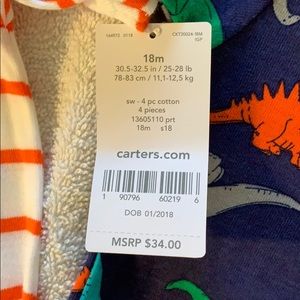 18m
30.5-32.5 in / 25-28 lb
78-83 cm / 11,1-12,5 kg
sw - 4 pc cotton
4 pieces
13605110 prt
18m s18
carters.com
1 90796 60219 6
DOB 01/2018
MSRP $34.00